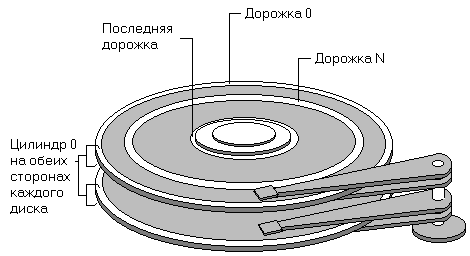 Дорожка 0
Последняя
дорожка
Дорожка N
Цилиндр 0
на обеих
сторонах
каждого
диска